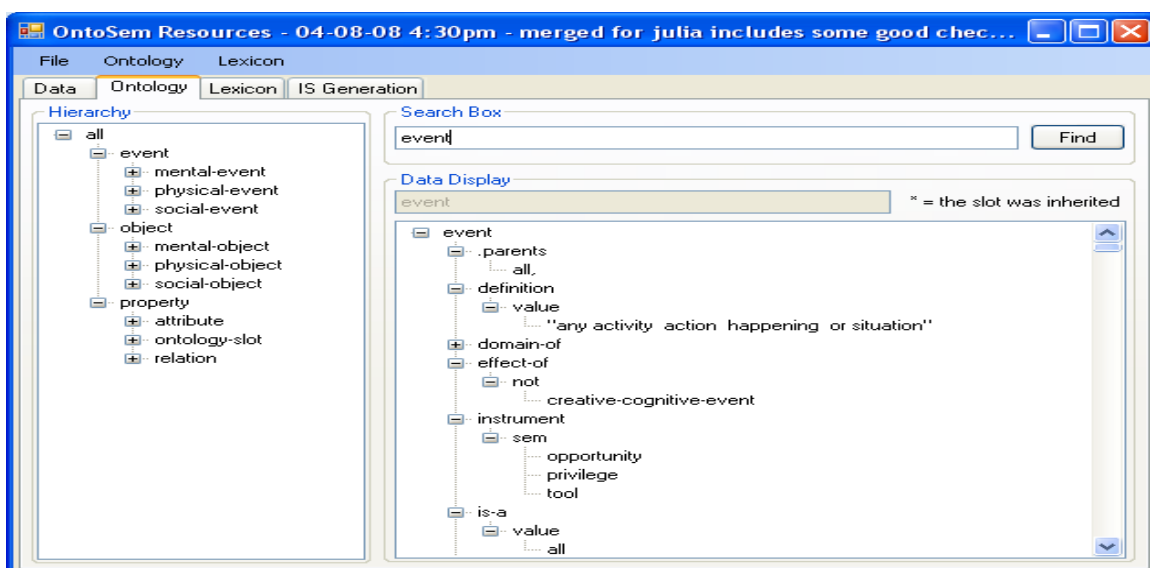 OntoSem Resources - 04-08-08 4:30pm - merged for julia includes some good chec...
File Ontology Lexicon
Data Ontology Lexicon IS Generation
Hierarchy
all
event
mental-event
physical-event
social-event
object
mental-object
physical-object
social-object
property
attribute
ontology-slot
relation
Search Box
event
Find
Data Display
event
* = the slot was inherited
event
.parents
all,
definition
value
"any activity action happening or situation"
domain-of
effect-of
not
creative-cognitive-event
instrument
sem
opportunity
privilege
tool
is-a
value
all